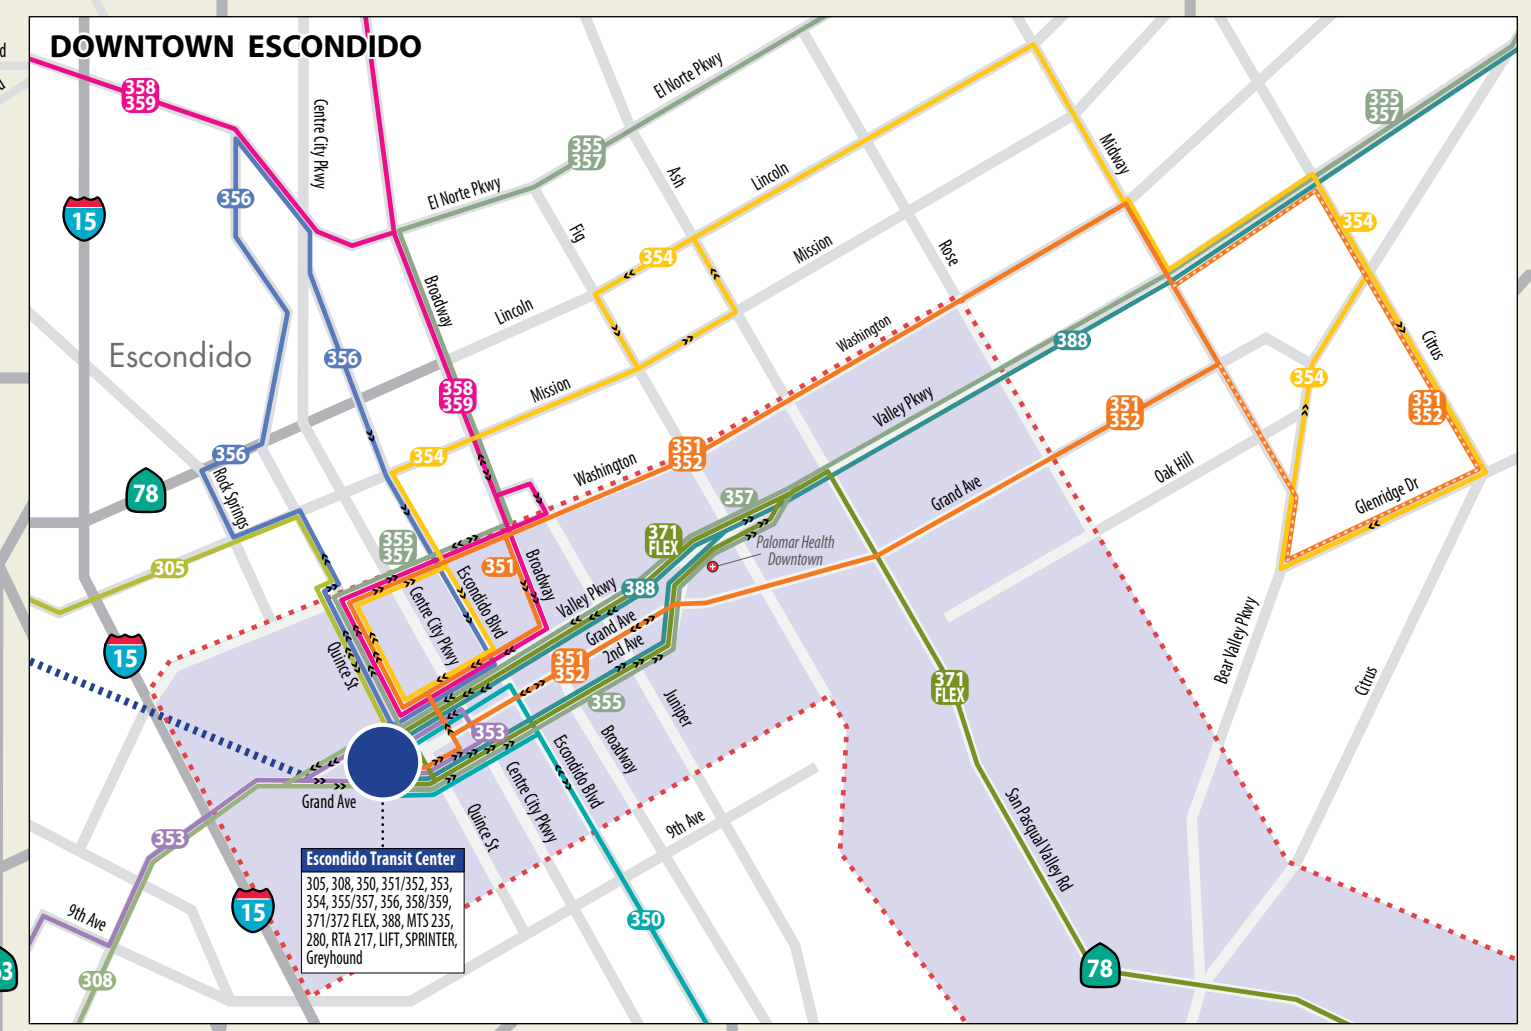 DOWNTOWN ESCONDIDO
d
358
359
Centre City Pkwy
El Norte Pkwy
355
357
355
357
Ash
Lincoln
Midway
15
356
El Norte Pkwy
Fig
354
Mission
Rose
354
Broadway
Lincoln
Washington
388
Citrus
Escondido
356
358
359
Mission
Valley Pkwy
354
351
352
351
352
356
354
Washington
351
352
Oak Hill
Grand Ave
Glenridge Dr
78
Rock Springs
357
371
FLEX
Palomar Health
Downtown
355
357
305
351
Broadway
Escondido Blvd
Centre City Pkwy
Valley Pkwy
388
Grand Ave
2nd Ave
15
Quince St
351
352
355
Juniper
371
FLEX
Bear Valley Pkwy
Citrus
353
Broadway
Escondido Blvd
Centre City Pkwy
Quince St
Grand Ave
9th Ave
San Pasqual Valley Rd
353
Escondido Transit Center
305, 308, 350, 351/352, 353,
354, 355/357, 356, 358/359,
371/372 FLEX, 388, MTS 235,
280, RTA 217, LIFT, SPRINTER,
Greyhound
15
9th Ave
350
78
308
3